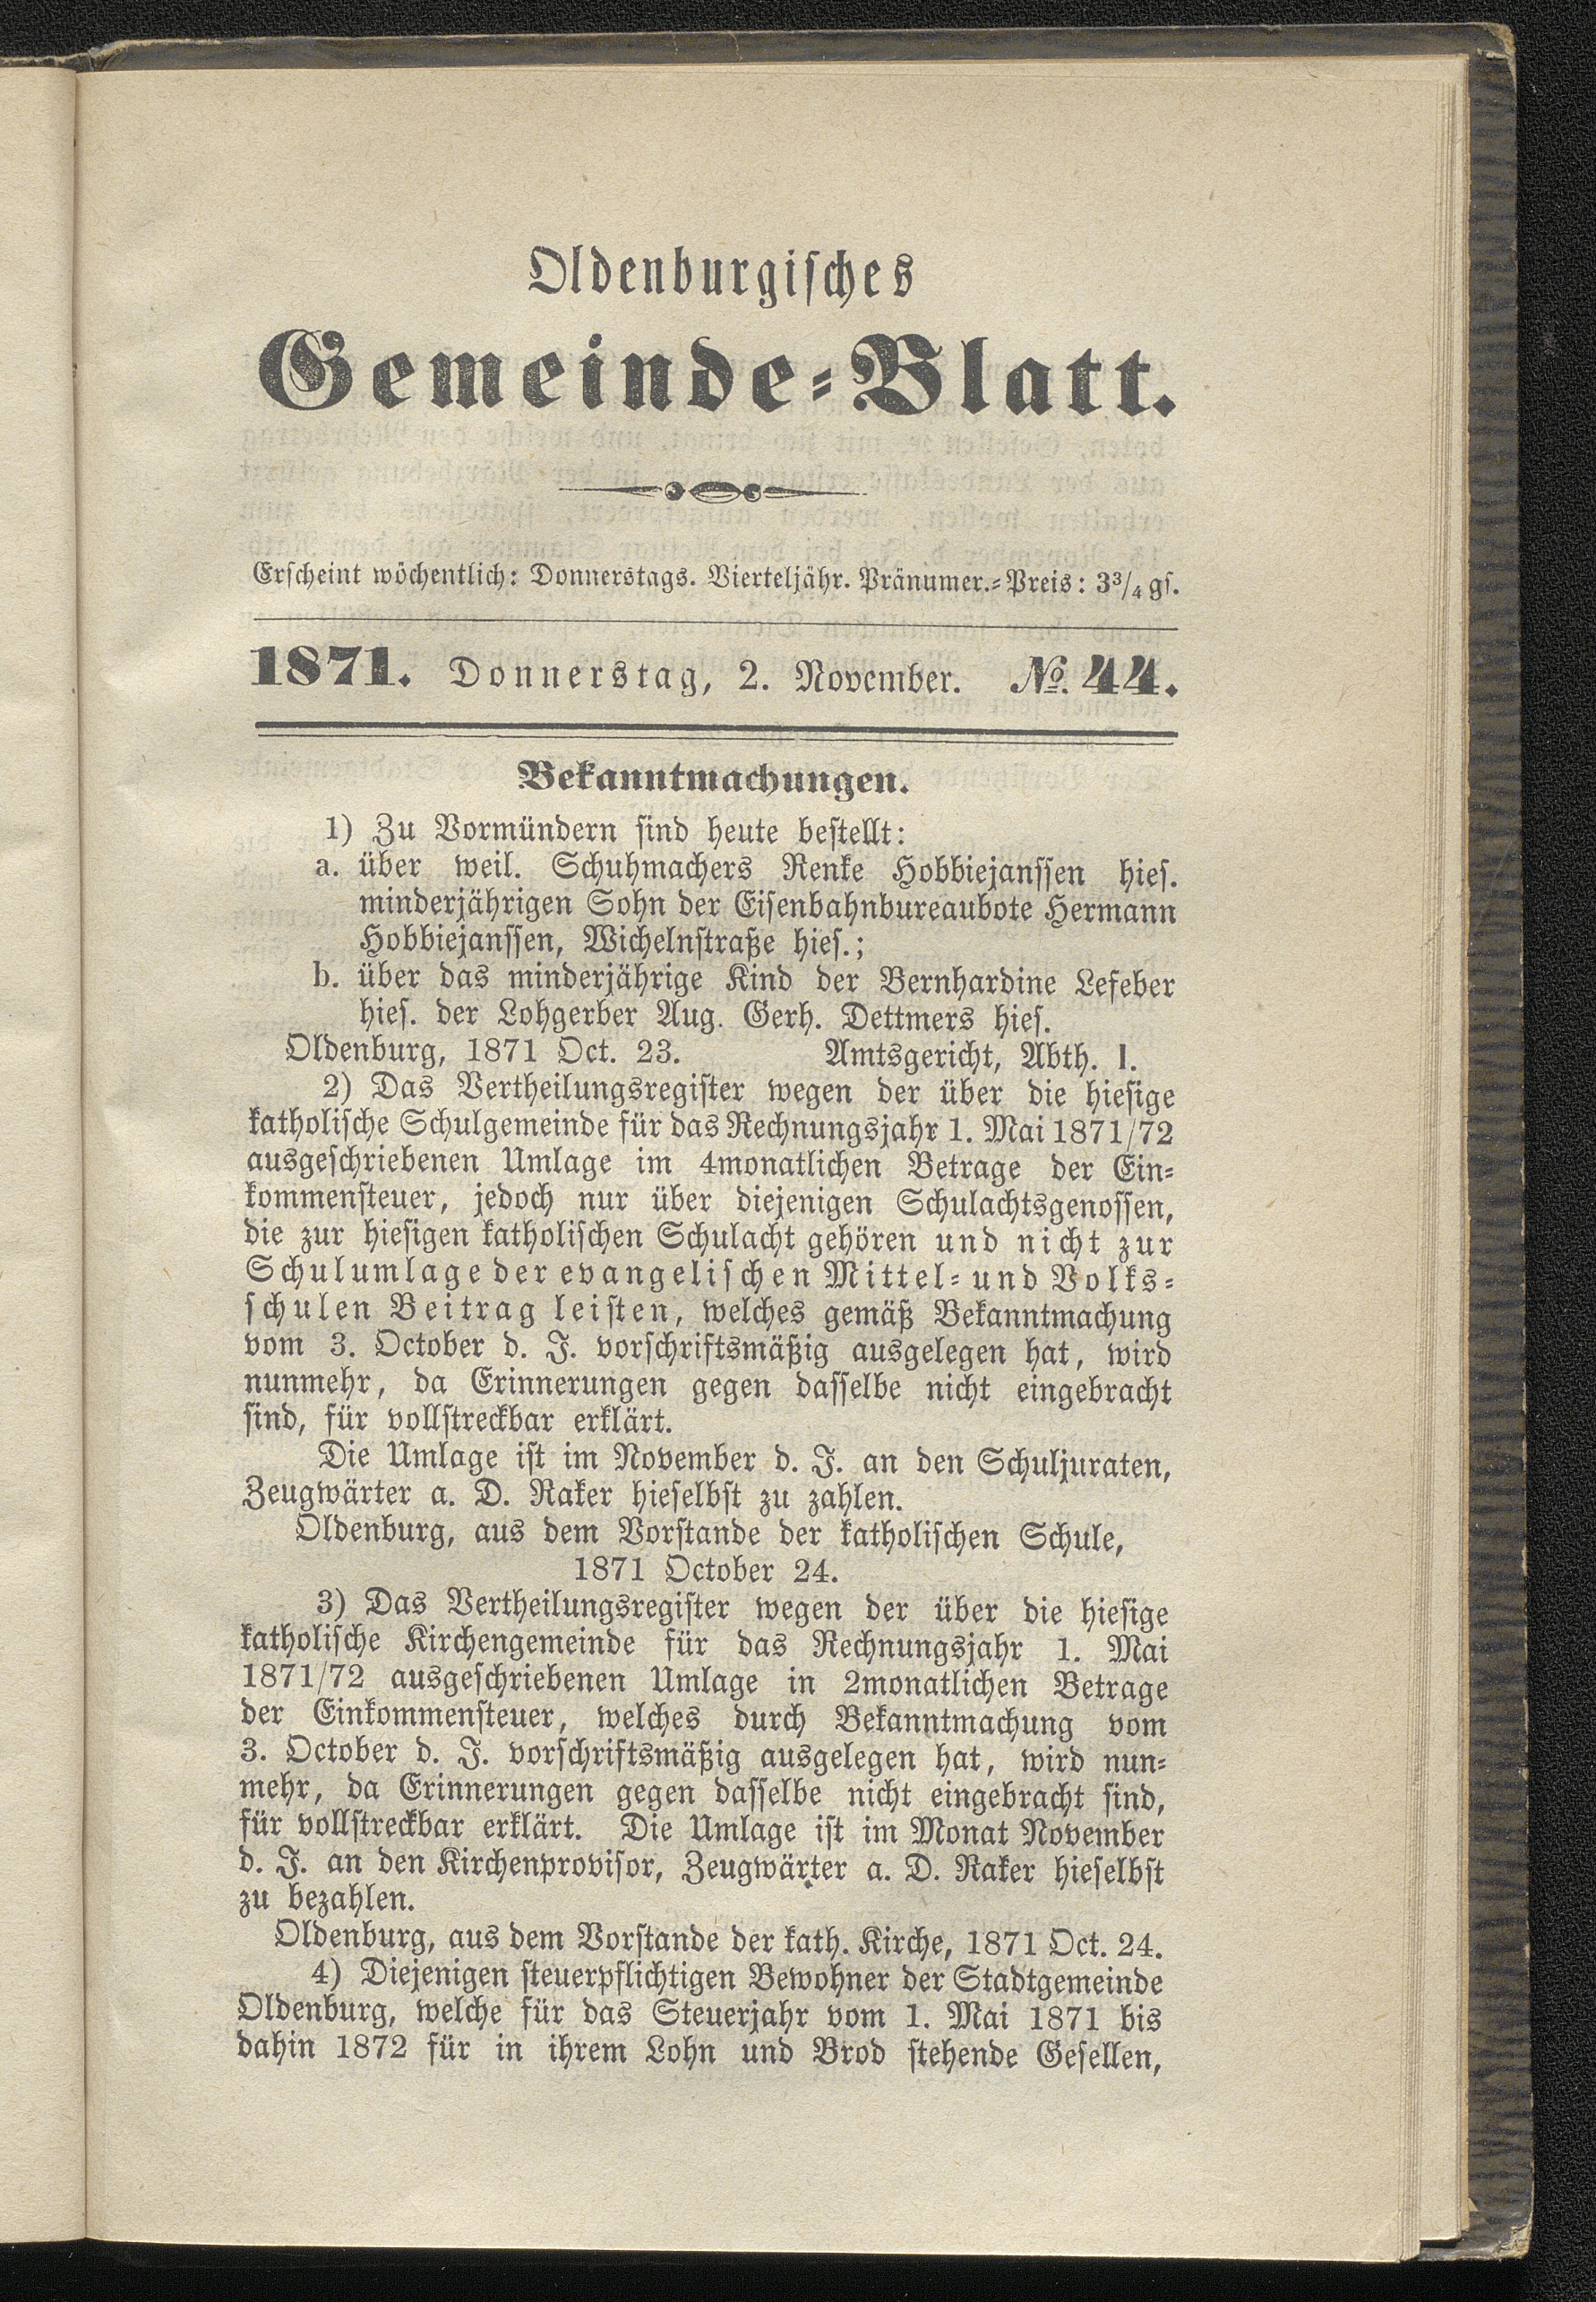 Oldenburgisches
Gemeinde-Blatt.
Erscheint wöchentlich: Donnerstags. Vierteljähr. Pränumer.-Preis: 3 3/4 gs.
1871. Donnerstag, 2. November. No. 44.
Bekanntmachungen.
1) Zu Vormündern sind heute bestellt:
a. über weil. Schuhmachers Renke Hobbiejanssen hies.
minderjährigen Sohn der Eisenbahnbureaubote Hermann
Hobbiejanssen, Wichelnstraße hies.;
b. über das minderjährige Kind der Bernhardine Lefeber
hies. der Lohgerber Aug. Gerh. Dettmers hies.
Oldenburg, 1871 Oct. 23. Amtsgericht, Abth. I.
2) Das Vertheilungsregister wegen der über die hiesige
katholische Schulgemeinde für das Rechnungsjahr 1. Mai 1871/72
ausgeschriebenen Umlage im 4monatlichen Betrage der Ein-
kommensteuer, jedoch nur über diejenigen Schulachtsgenossen,
die zur hiesigen katholischen Schulacht gehören und nicht zur
Schulumlage der evangelischen Mittel- und Volks-
schulen Beitrag leisten, welches gemäß Bekanntmachung
vom 3. October d. J. vorschriftsmäßig ausgelegen hat, wird
nunmehr, da Erinnerungen gegen dasselbe nicht eingebracht
sind, für vollstreckbar erklärt.
Die Umlage ist im November d. J. an den Schuljuraten,
Zeugwärter a. D. Raker hieselbst zu zahlen.
Oldenburg, aus dem Vorstande der katholischen Schule,
1871 October 24.
3) Das Vertheilungsregister wegen der über die hiesige
katholische Kirchengemeinde für das Rechnungsjahr 1. Mai
1871/72 ausgeschriebenen Umlage in 2monatlichen Betrage
der Einkommensteuer, welches durch Bekanntmachung vom
3. October d. J. vorschriftsmäßig ausgelegen hat, wird nun-
mehr, da Erinnerungen gegen dasselbe nicht eingebracht sind,
für vollstreckbar erklärt. Die Umlage ist im Monat November
d. J. an den Kirchenprovisor, Zeugwärter a. D. Raker hieselbst
zu bezahlen.
Oldenburg, aus dem Vorstande der kath. Kirche, 1871 Oct. 24.
4) Diejenigen steuerpflichtigen Bewohner der Stadtgemeinde
Oldenburg, welche für das Steuerjahr vom 1. Mai 1871 bis
dahin 1872 für in ihrem Lohn und Brod stehende Gesellen,